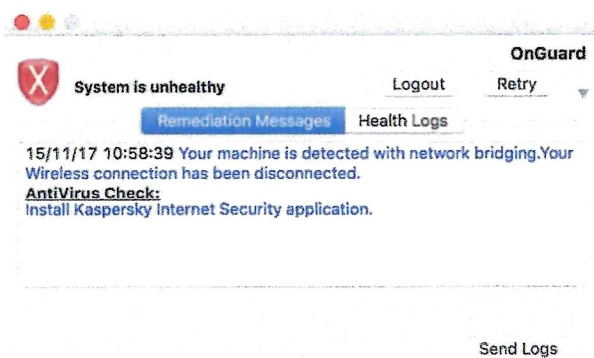 OnGuard
System is unhealthy
Logout
Retry
Remediation Messages
Health Logs
15/11/17 10:58:39 Your machine is detected with network bridging.Your
Wireless connection has been disconnected.
AntiVirus Check:
Install Kaspersky Internet Security application.
Send Logs